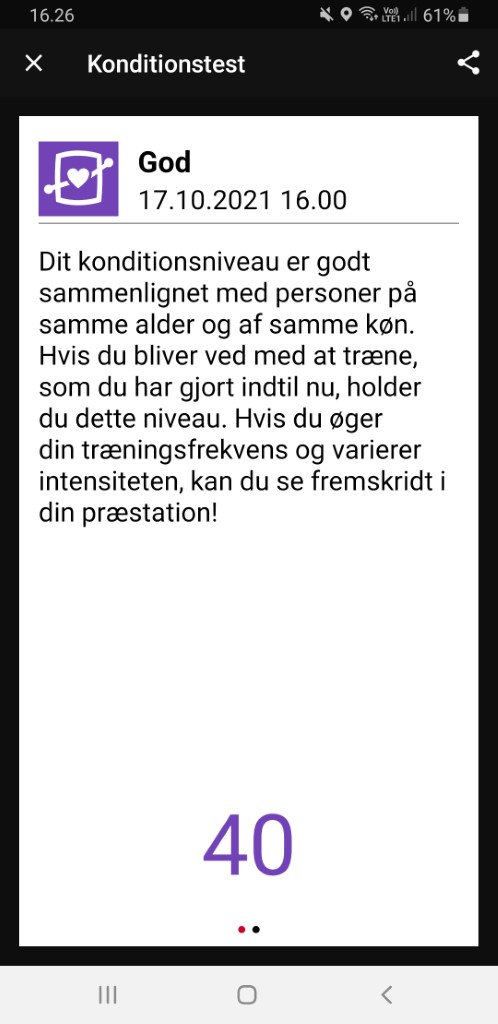 16.26
Vo))
LTE1
61%
Konditionstest
God
17.10.2021 16.00
Dit konditionsniveau er godt
sammenlignet med personer på
samme alder og af samme køn.
Hvis du bliver ved med at træne,
som du har gjort indtil nu, holder
du dette niveau. Hvis du øger
din træningsfrekvens og varierer
intensiteten, kan du se fremskridt i
din præstation!
40